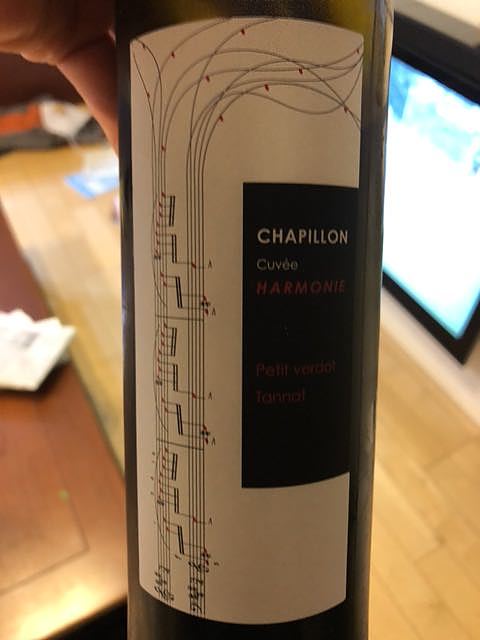 CHAPILLON
Cuvée
HARMONIE
Petit verdot
Tannat